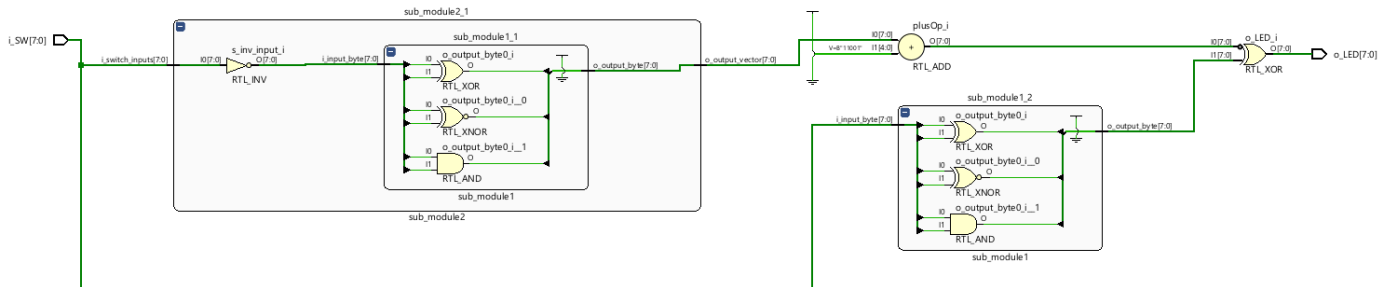 sub_module2_1
i_SW[7:0]
s_inv_input_i
i_switch_inputs[7:0]
I0[7:0]
O[7:0]
RTL_INV
sub_module1_1
i_input_byte[7:0]
o_output_byte0_i
I0
I1
O
RTL_XOR
o_output_byte0_i__0
I0
I1
O
RTL_XNOR
o_output_byte0_i__1
I0
I1
O
RTL_AND
sub_module1
o_output_byte[7:0]
o_output_vector[7:0]
sub_module2
plusOp_i
I0[7:0]
V=B"11001"
I1[4:0]
+
O[7:0]
RTL_ADD
sub_module1_2
i_input_byte[7:0]
o_output_byte0_i
I0
I1
O
RTL_XOR
o_output_byte0_i__0
I0
I1
O
RTL_XNOR
o_output_byte0_i__1
I0
I1
O
RTL_AND
sub_module1
o_output_byte[7:0]
o_LED_i
I0[7:0]
I1[7:0]
O[7:0]
RTL_XOR
o_LED[7:0]